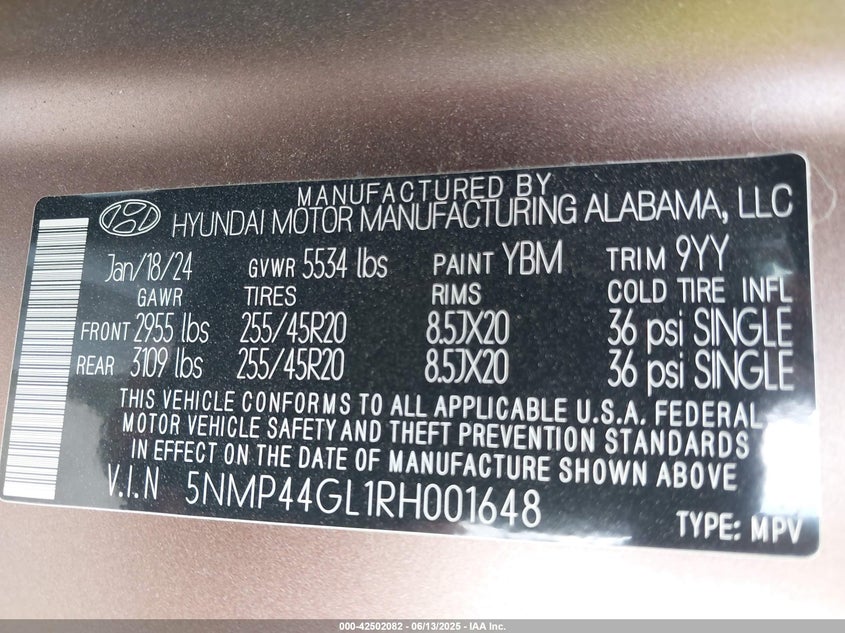 MANUFACTURED BY
HYUNDAI MOTOR MANUFACTURING ALABAMA, LLC
Jan/18/24 GVWR 5534 lbs PAINT YBM TRIM 9YY
GAWR TIRES RIMS COLD TIRE INFL
FRONT 2955 lbs 255/45R20 8.5JX20 36 psi SINGLE
REAR 3109 lbs 255/45R20 8.5JX20 36 psi SINGLE
THIS VEHICLE CONFORMS TO ALL APPLICABLE U.S.A. FEDERAL
MOTOR VEHICLE SAFETY AND THEFT PREVENTION STANDARDS
IN EFFECT ON THE DATE OF MANUFACTURE SHOWN ABOVE
V.I.N 5NMP44GL1RH001648
TYPE: MPV
000-42502082 - 06/13/2025 - IAA Inc.